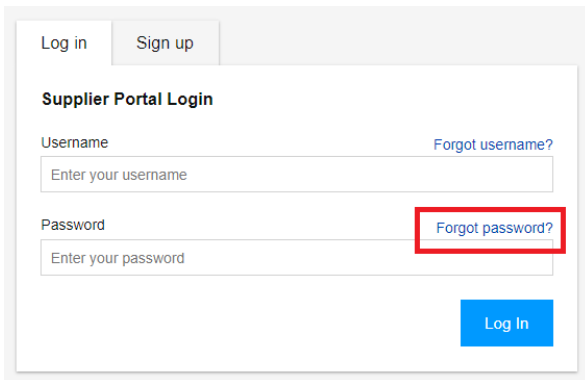 Log in
Sign up
Supplier Portal Login
Username
Forgot username?
Enter your username
Password
Forgot password?
Enter your password
Log In